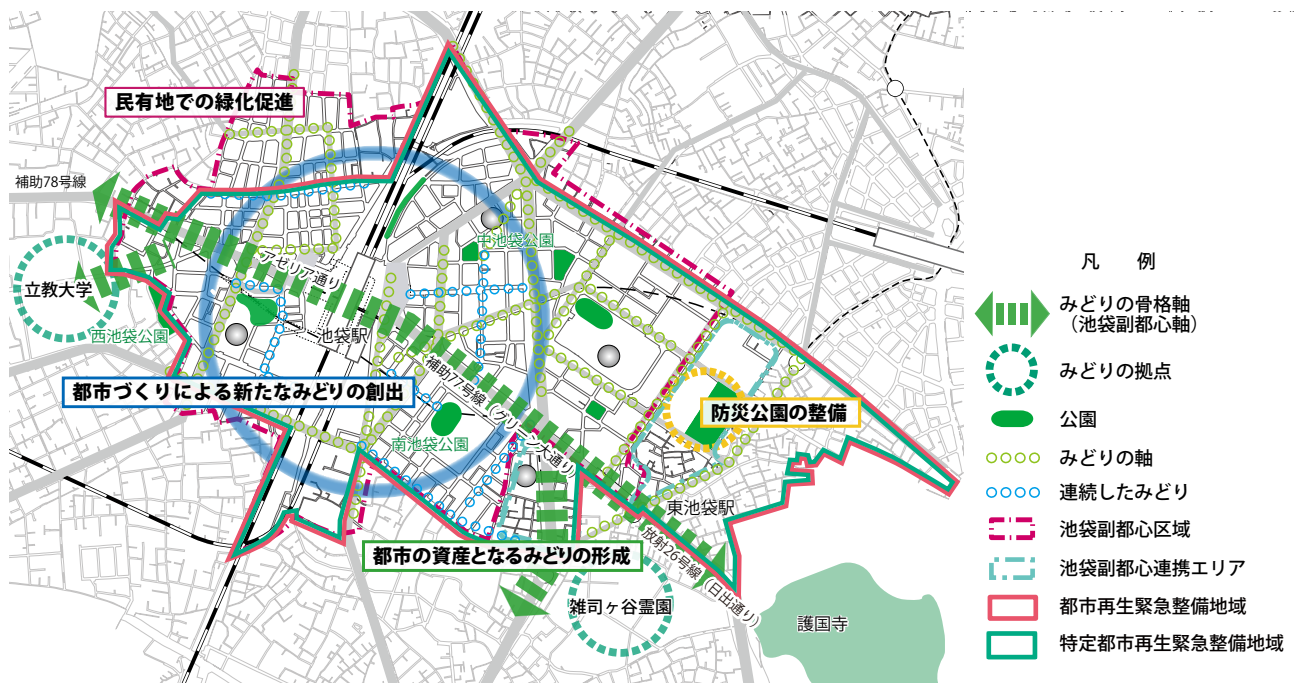 民有地での緑化促進
補助78号線
アゼリア通り
中池袋公園
立教大学
西池袋公園
池袋駅
補助77号線(グリーン大通り)
都市づくりによる新たなみどりの創出
防災公園の整備
南池袋公園
東池袋駅
都市の資産となるみどりの形成
放射26号線(日出通り)
雑司ヶ谷霊園
護国寺
凡 例
みどりの骨格軸
(池袋副都心軸)
みどりの拠点
公園
みどりの軸
連続したみどり
池袋副都心区域
池袋副都心連携エリア
都市再生緊急整備地域
特定都市再生緊急整備地域